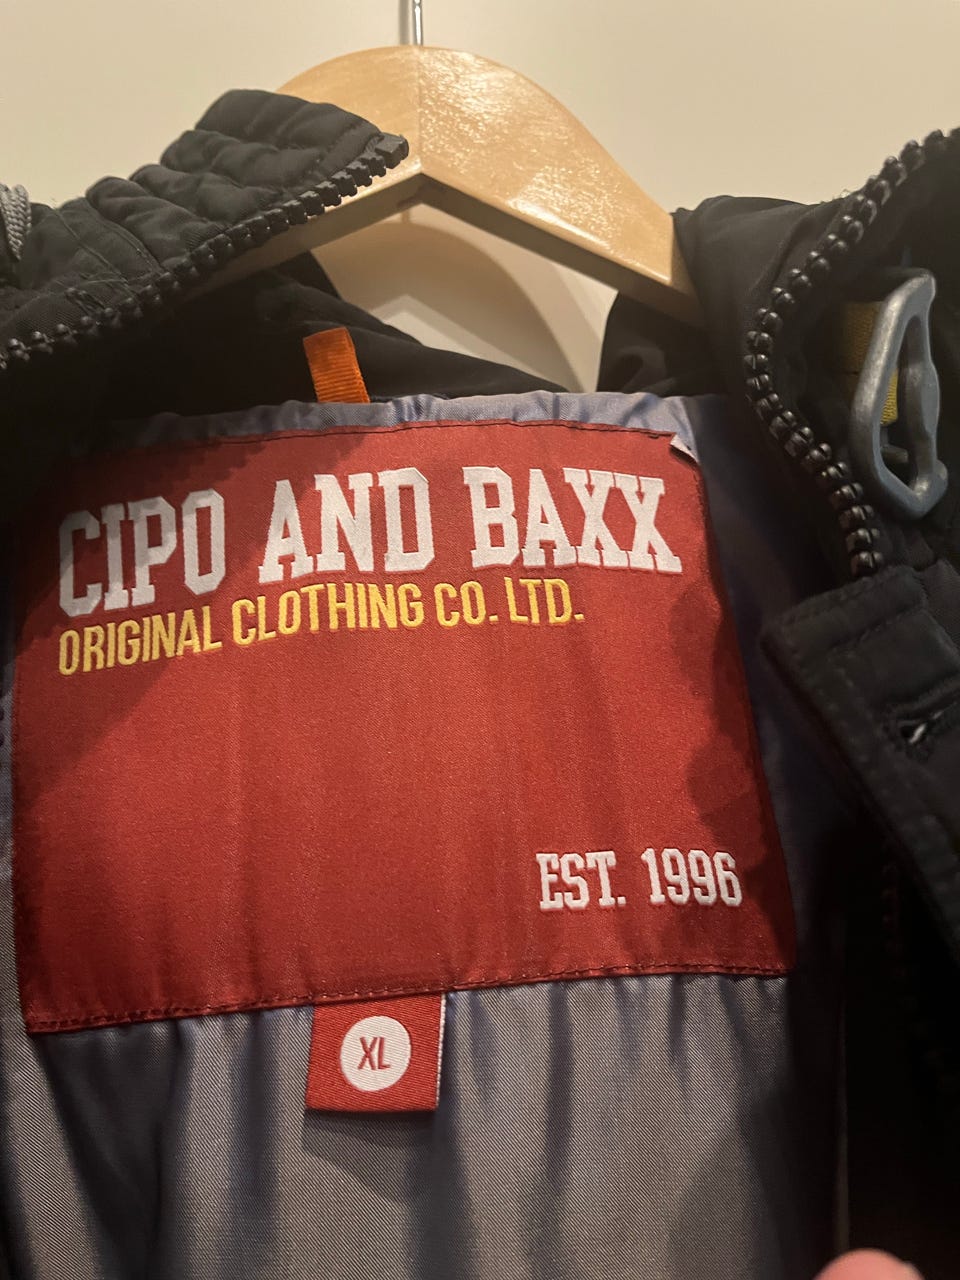 CIPO AND BAXX
ORIGINAL CLOTHING CO. LTD.
EST. 1996
XL